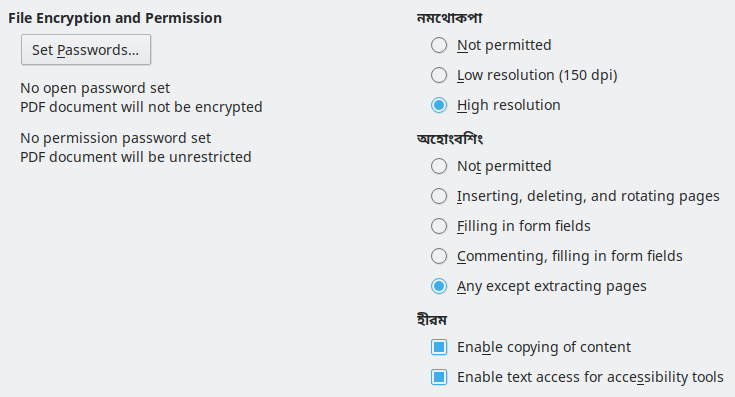 File Encryption and Permission
Set Passwords...
No open password set
PDF document will not be encrypted
No permission password set
PDF document will be unrestricted
নমথোকপা
Not permitted
Low resolution (150 dpi)
High resolution
অহোংবশিং
Not permitted
Inserting, deleting, and rotating pages
Filling in form fields
Commenting, filling in form fields
Any except extracting pages
হীরম
Enable copying of content
Enable text access for accessibility tools